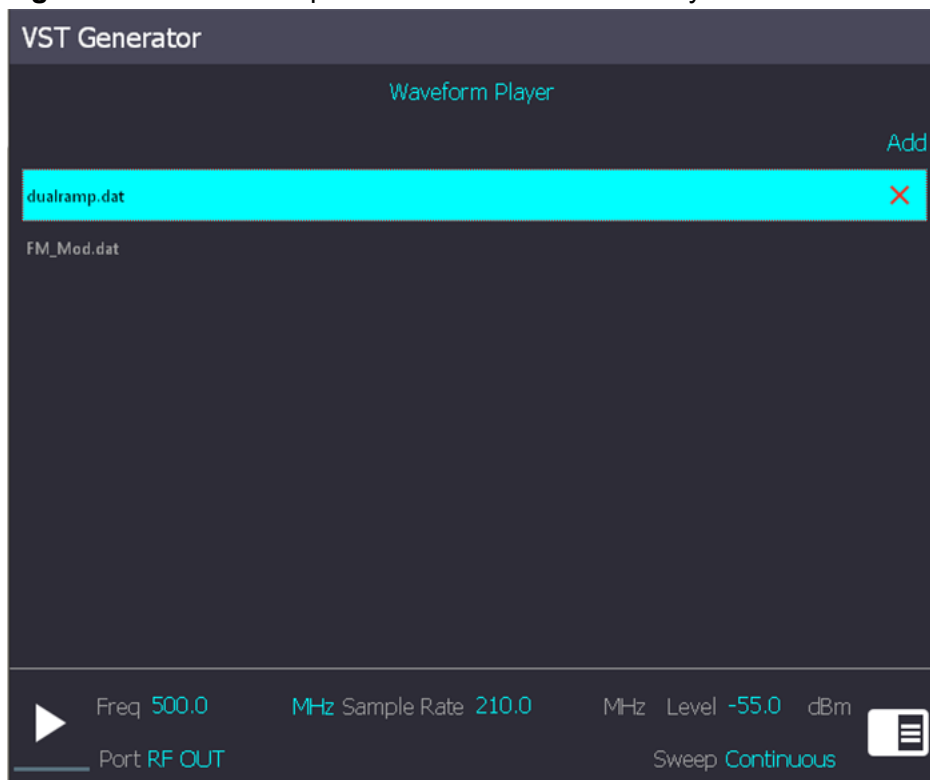 VST Generator
Waveform Player
Add
dualramp.dat
FM_Mod.dat
Freq 500.0 MHz Sample Rate 210.0 MHz Level -55.0 dBm
Port RF OUT Sweep Continuous